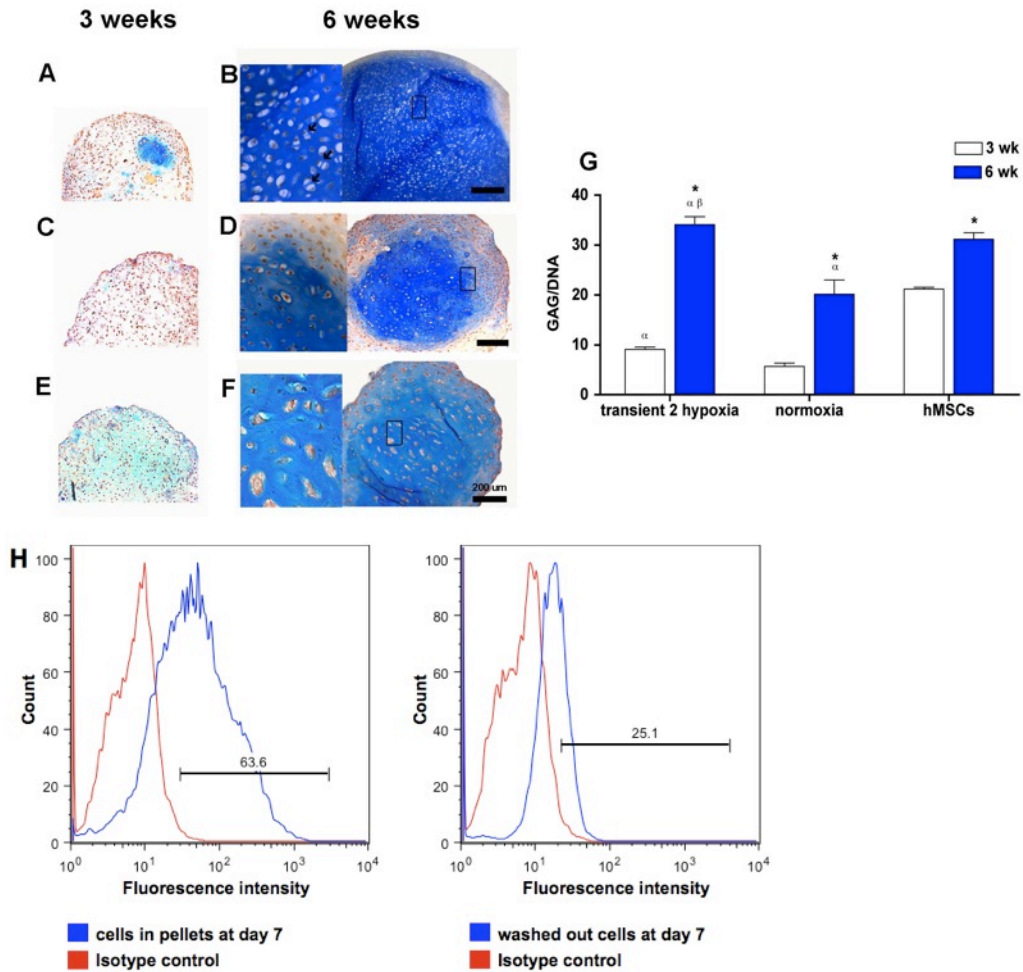 3 weeks
6 weeks
A
B
C
D
E
F
200 um
G
3 wk
6 wk
GAG/DNA
40
30
20
10
0
α
*
α β
*
α
*
transient 2 hypoxia
normoxia
hMSCs
H
Count
100
80
60
40
20
0
63.6
10^0
10^1
10^2
10^3
10^4
Fluorescence intensity
cells in pellets at day 7
Isotype control
Count
100
80
60
40
20
0
25.1
10^0
10^1
10^2
10^3
10^4
Fluorescence intensity
washed out cells at day 7
Isotype control